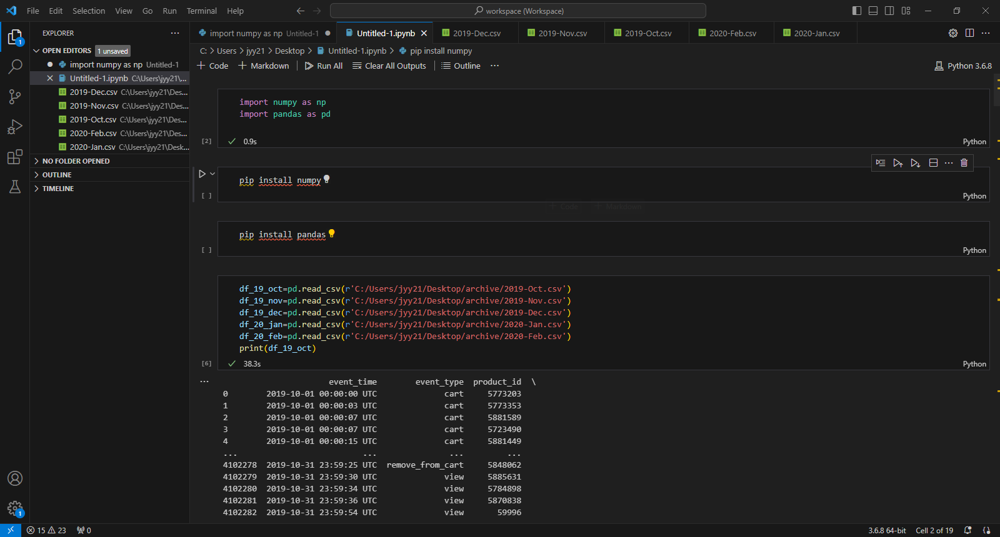 File Edit Selection View Go Run Terminal Help
workspace (Workspace)
EXPLORER
OPEN EDITORS 1 unsaved
import numpy as np Untitled-1
Untitled-1.ipynb C:\Users\jyy21\...
2019-Dec.csv C:\Users\jyy21\Des...
2019-Nov.csv C:\Users\jyy21\Des...
2019-Oct.csv C:\Users\jyy21\Des...
2020-Feb.csv C:\Users\jyy21\Des...
2020-Jan.csv C:\Users\jyy21\Desk...
NO FOLDER OPENED
OUTLINE
TIMELINE
1
1
import numpy as np Untitled-1
Untitled-1.ipynb
2019-Dec.csv
2019-Nov.csv
2019-Oct.csv
2020-Feb.csv
2020-Jan.csv
C: > Users > jyy21 > Desktop > Untitled-1.ipynb > pip install numpy
+ Code + Markdown Run All Clear All Outputs Outline ...
Python 3.6.8
import numpy as np
import pandas as pd
[2] 0.9s Python
pip install numpy
[ ] Python
+ Code + Markdown
pip install pandas
[ ] Python
df_19_oct=pd.read_csv(r'C:/Users/jyy21/Desktop/archive/2019-Oct.csv')
df_19_nov=pd.read_csv(r'C:/Users/jyy21/Desktop/archive/2019-Nov.csv')
df_19_dec=pd.read_csv(r'C:/Users/jyy21/Desktop/archive/2019-Dec.csv')
df_20_jan=pd.read_csv(r'C:/Users/jyy21/Desktop/archive/2020-Jan.csv')
df_20_feb=pd.read_csv(r'C:/Users/jyy21/Desktop/archive/2020-Feb.csv')
print(df_19_oct)
[6] 38.3s Python
... event_time event_type product_id \
0 2019-10-01 00:00:00 UTC cart 5773203
1 2019-10-01 00:00:03 UTC cart 5773353
2 2019-10-01 00:00:07 UTC cart 5881589
3 2019-10-01 00:00:07 UTC cart 5723490
4 2019-10-01 00:00:15 UTC cart 5881449
... ... ... ...
4102278 2019-10-31 23:59:25 UTC remove_from_cart 5848062
4102279 2019-10-31 23:59:30 UTC view 5885631
4102280 2019-10-31 23:59:34 UTC view 5784898
4102281 2019-10-31 23:59:36 UTC view 5870838
4102282 2019-10-31 23:59:54 UTC view 59996
15 23 0
3.6.8 64-bit Cell 2 of 19